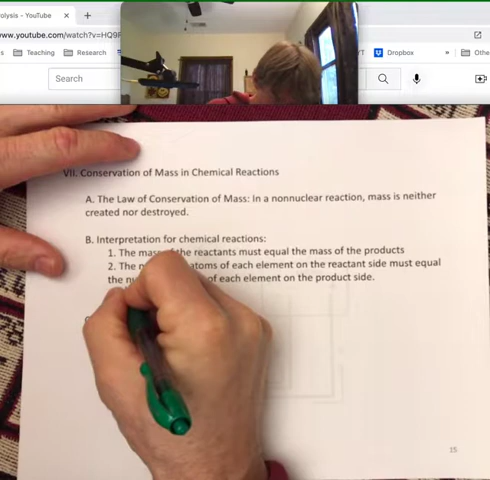 olysis - YouTube
ww.youtube.com/watch?v=HQ9F
Teaching Research Dropbox » Othe
Search
VII. Conservation of Mass in Chemical Reactions
A. The Law of Conservation of Mass: In a nonnuclear reaction, mass is neither
created nor destroyed.
B. Interpretation for chemical reactions:
1. The mass the reactants must equal the mass of the products
2. The atoms of each element on the reactant side must equal
the of each element on the product side.
15